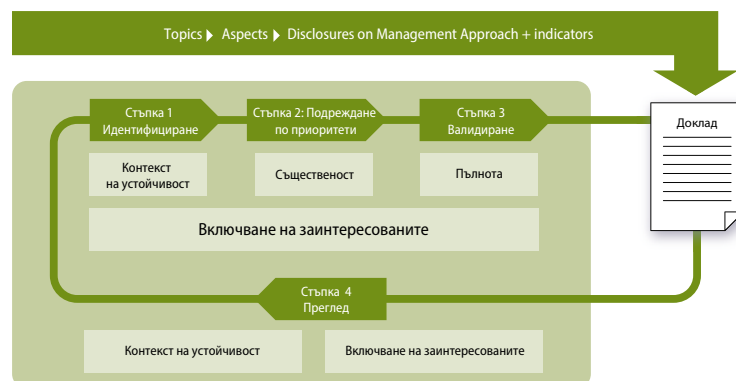 Topics ▶ Aspects ▶ Disclosures on Management Approach + indicators
Стъпка 1
Идентифициране
Стъпка 2: Подреждане
по приоритети
Стъпка 3
Валидиране
Доклад
Контекст
на устойчивост
Същественост
Пълнота
Включване на заинтересованите
Стъпка 4
Преглед
Контекст на устойчивост
Включване на заинтересованите